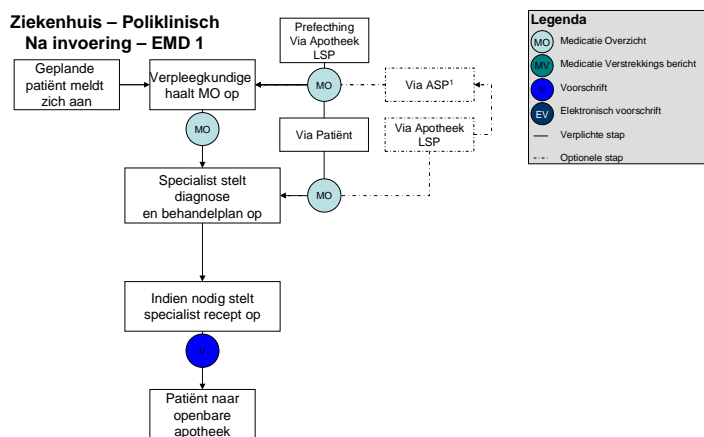 Ziekenhuis – Poliklinisch
Na invoering – EMD 1
Geplande
patiënt meldt
zich aan
Verpleegkundige
haalt MO op
Prefecthing
Via Apotheek
LSP
MO
Via ASP¹
MO
Via Patiënt
Via Apotheek
LSP
Specialist stelt
diagnose
en behandelplan op
MO
Indien nodig stelt
specialist recept op
V
Patiënt naar
openbare
apotheek
Legenda
MO Medicatie Overzicht
MV Medicatie Verstrekkings bericht
V Voorschrift
EV Elektronisch voorschrift
Verplichte stap
Optionele stap